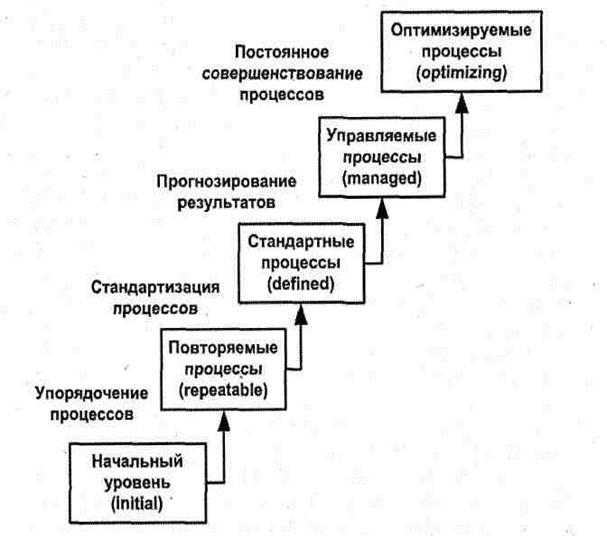 Оптимизируемые
процессы
(optimizing)
Постоянное
совершенствование
процессов
Управляемые
процессы
(managed)
Прогнозирование
результатов
Стандартные
процессы
(defined)
Стандартизация
процессов
Повторяемые
процессы
(repeatable)
Упорядочение
процессов
Начальный
уровень
(initial)